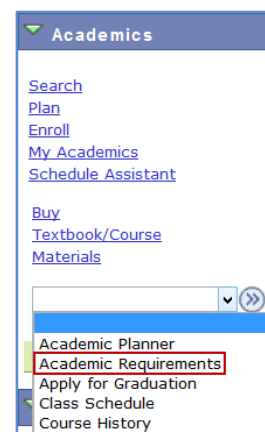 Academics
Search
Plan
Enroll
My Academics
Schedule Assistant
Buy
Textbook/Course
Materials
Academic Planner
Academic Requirements
Apply for Graduation
Class Schedule
Course History